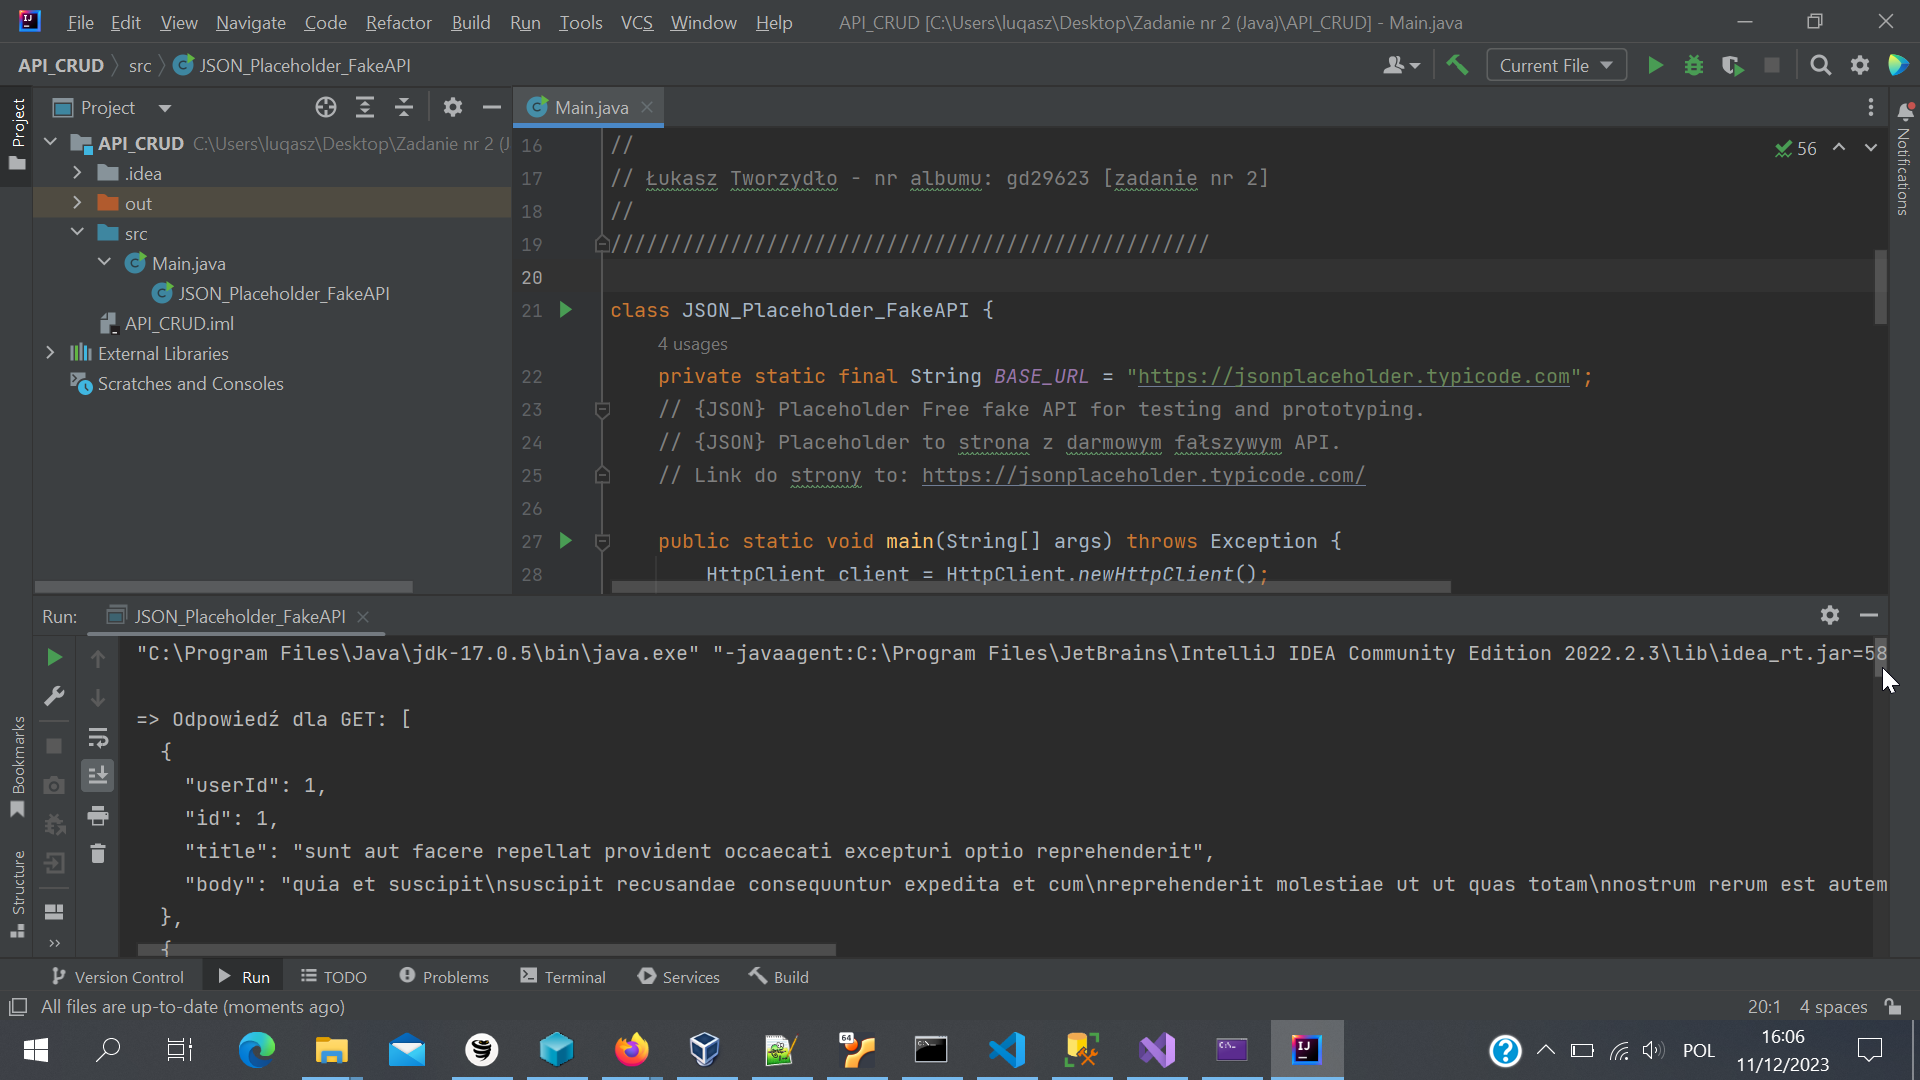 File Edit View Navigate Code Refactor Build Run Tools VCS Window Help API_CRUD [C:\Users\luqasz\Desktop\Zadanie nr 2 (Java)\API_CRUD] - Main.java
API_CRUD src JSON_Placeholder_FakeAPI
Current File
Project
Project
Main.java
API_CRUD C:\Users\luqasz\Desktop\Zadanie nr 2 (J
.idea
out
src
Main.java
JSON_Placeholder_FakeAPI
API_CRUD.iml
External Libraries
Scratches and Consoles
56
Notifications
16 //
17 // Łukasz Tworzydło - nr albumu: gd29623 [zadanie nr 2]
18 //
19 //////////////////////////////////////////////////
20
21 class JSON_Placeholder_FakeAPI {
4 usages
22 private static final String BASE_URL = "https://jsonplaceholder.typicode.com";
23 // {JSON} Placeholder Free fake API for testing and prototyping.
24 // {JSON} Placeholder to strona z darmowym fałszywym API.
25 // Link do strony to: https://jsonplaceholder.typicode.com/
26
27 public static void main(String[] args) throws Exception {
28 HttpClient client = HttpClient.newHttpClient();
Run: JSON_Placeholder_FakeAPI
"C:\Program Files\Java\jdk-17.0.5\bin\java.exe" "-javaagent:C:\Program Files\JetBrains\IntelliJ IDEA Community Edition 2022.2.3\lib\idea_rt.jar=58
=> Odpowiedź dla GET: [
{
"userId": 1,
"id": 1,
"title": "sunt aut facere repellat provident occaecati excepturi optio reprehenderit",
"body": "quia et suscipit\nsuscipit recusandae consequuntur expedita et cum\nreprehenderit molestiae ut ut quas totam\nnostrum rerum est autem
},
{
Bookmarks
Structure
Version Control Run TODO Problems Terminal Services Build
All files are up-to-date (moments ago)
20:1 4 spaces
64
POL
16:06
11/12/2023